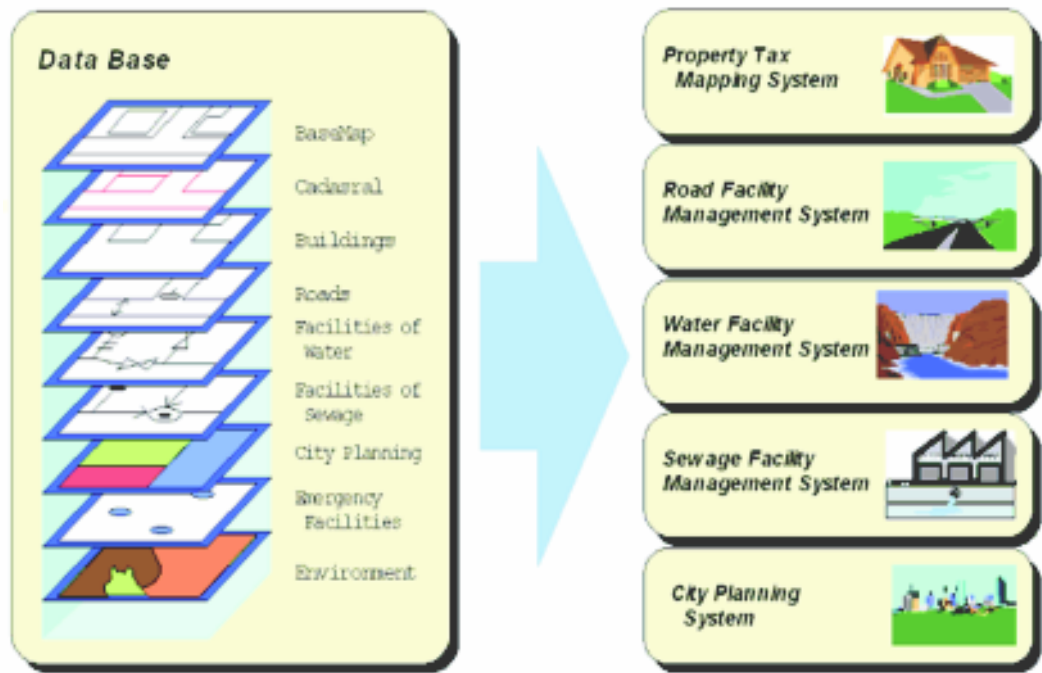 Data Base
BaseMap
Cadasral
Buildings
Roads
Facilities of
Water
Facilities of
Sewage
City Planning
Emergency
Facilities
Environment
Property Tax
Mapping System
Road Facility
Management System
Water Facility
Management System
Sewage Facility
Management System
City Planning
System